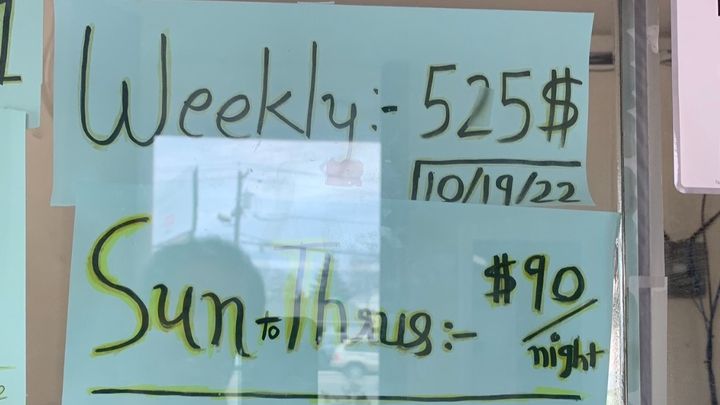 Weekly:- 525$
10/19/22
Sun To Thrus:- $90/
night